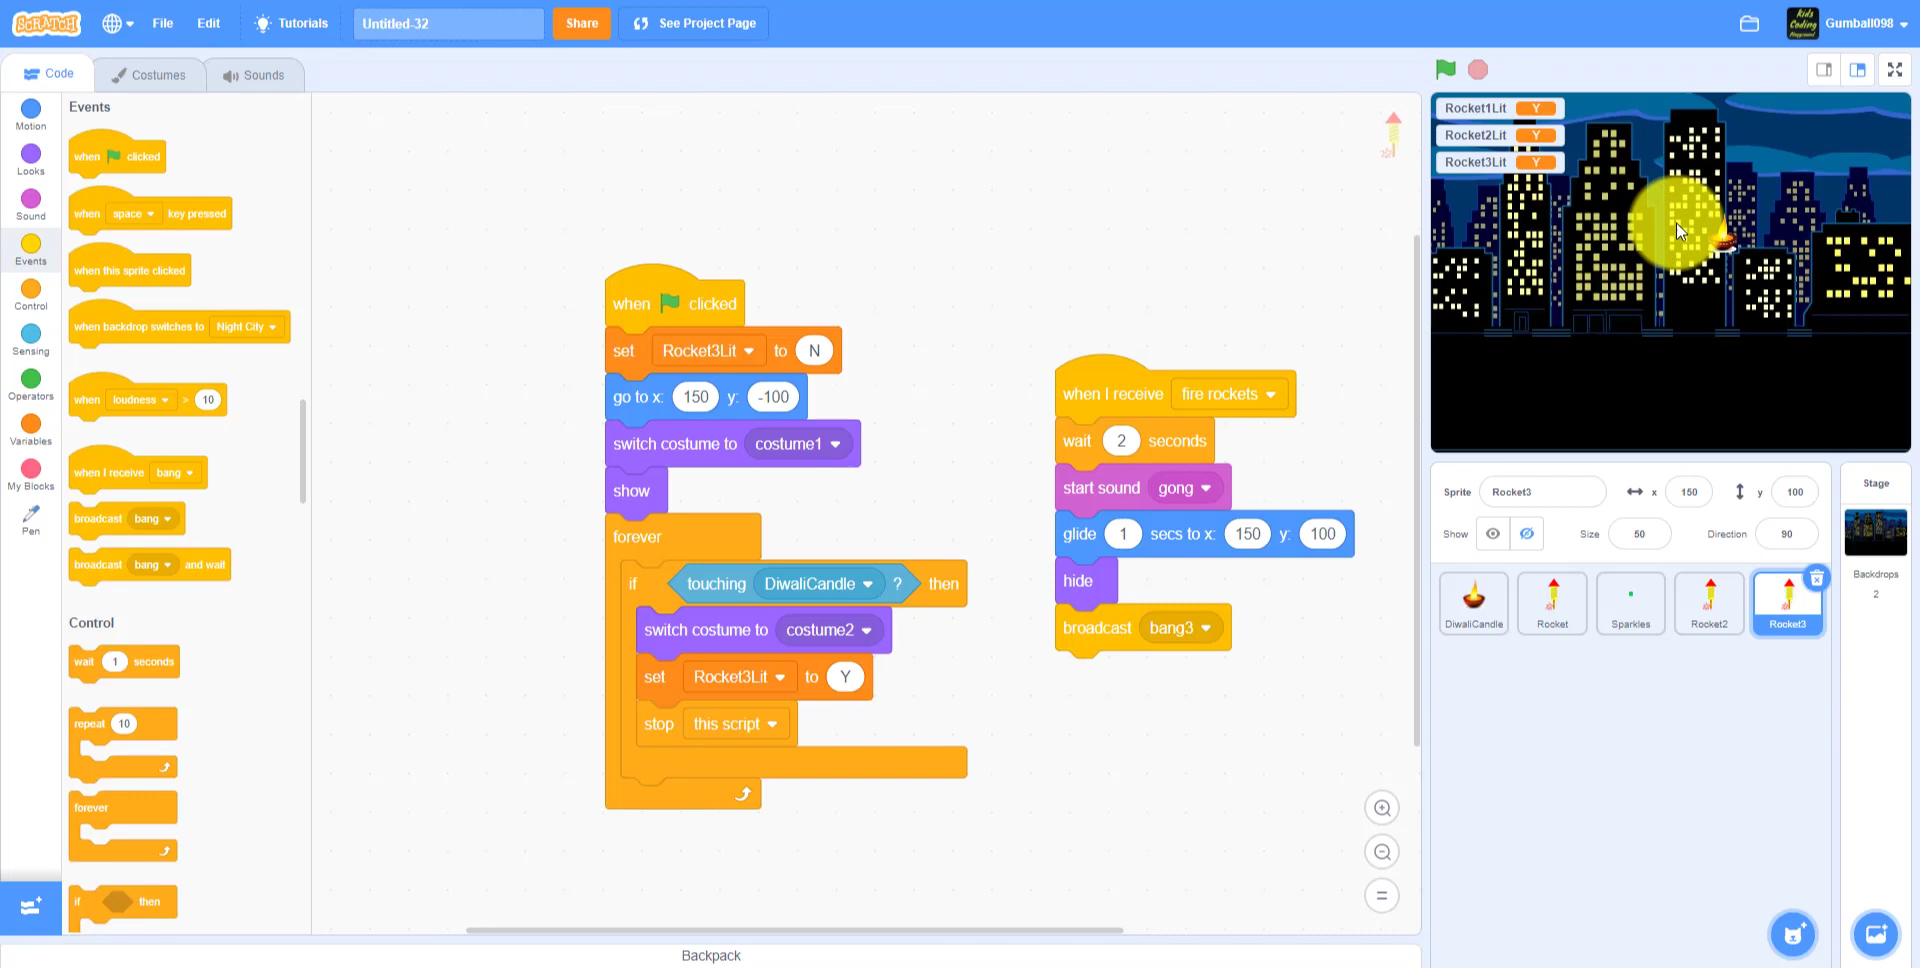 SCRATCH
File
Edit
Tutorials
Untitled-32
Share
See Project Page
Kids
Coding
Playground
Gumball098
Code
Costumes
Sounds
Motion
Looks
Sound
Events
Control
Sensing
Operators
Variables
My Blocks
Pen
Events
when clicked
when space key pressed
when this sprite clicked
when backdrop switches to Night City
when loudness > 10
when I receive bang
broadcast bang
broadcast bang and wait
Control
wait 1 seconds
repeat 10
forever
if then
when clicked
set Rocket3Lit to N
go to x: 150 y: -100
switch costume to costume1
show
forever
if touching DiwaliCandle ? then
switch costume to costume2
set Rocket3Lit to Y
stop this script
when I receive fire rockets
wait 2 seconds
start sound gong
glide 1 secs to x: 150 y: 100
hide
broadcast bang3
Backpack
Rocket1Lit Y
Rocket2Lit Y
Rocket3Lit Y
Sprite Rocket3 x 150 y 100
Show Size 50 Direction 90
DiwaliCandle
Rocket
Sparkles
Rocket2
Rocket3
Stage
Backdrops
2